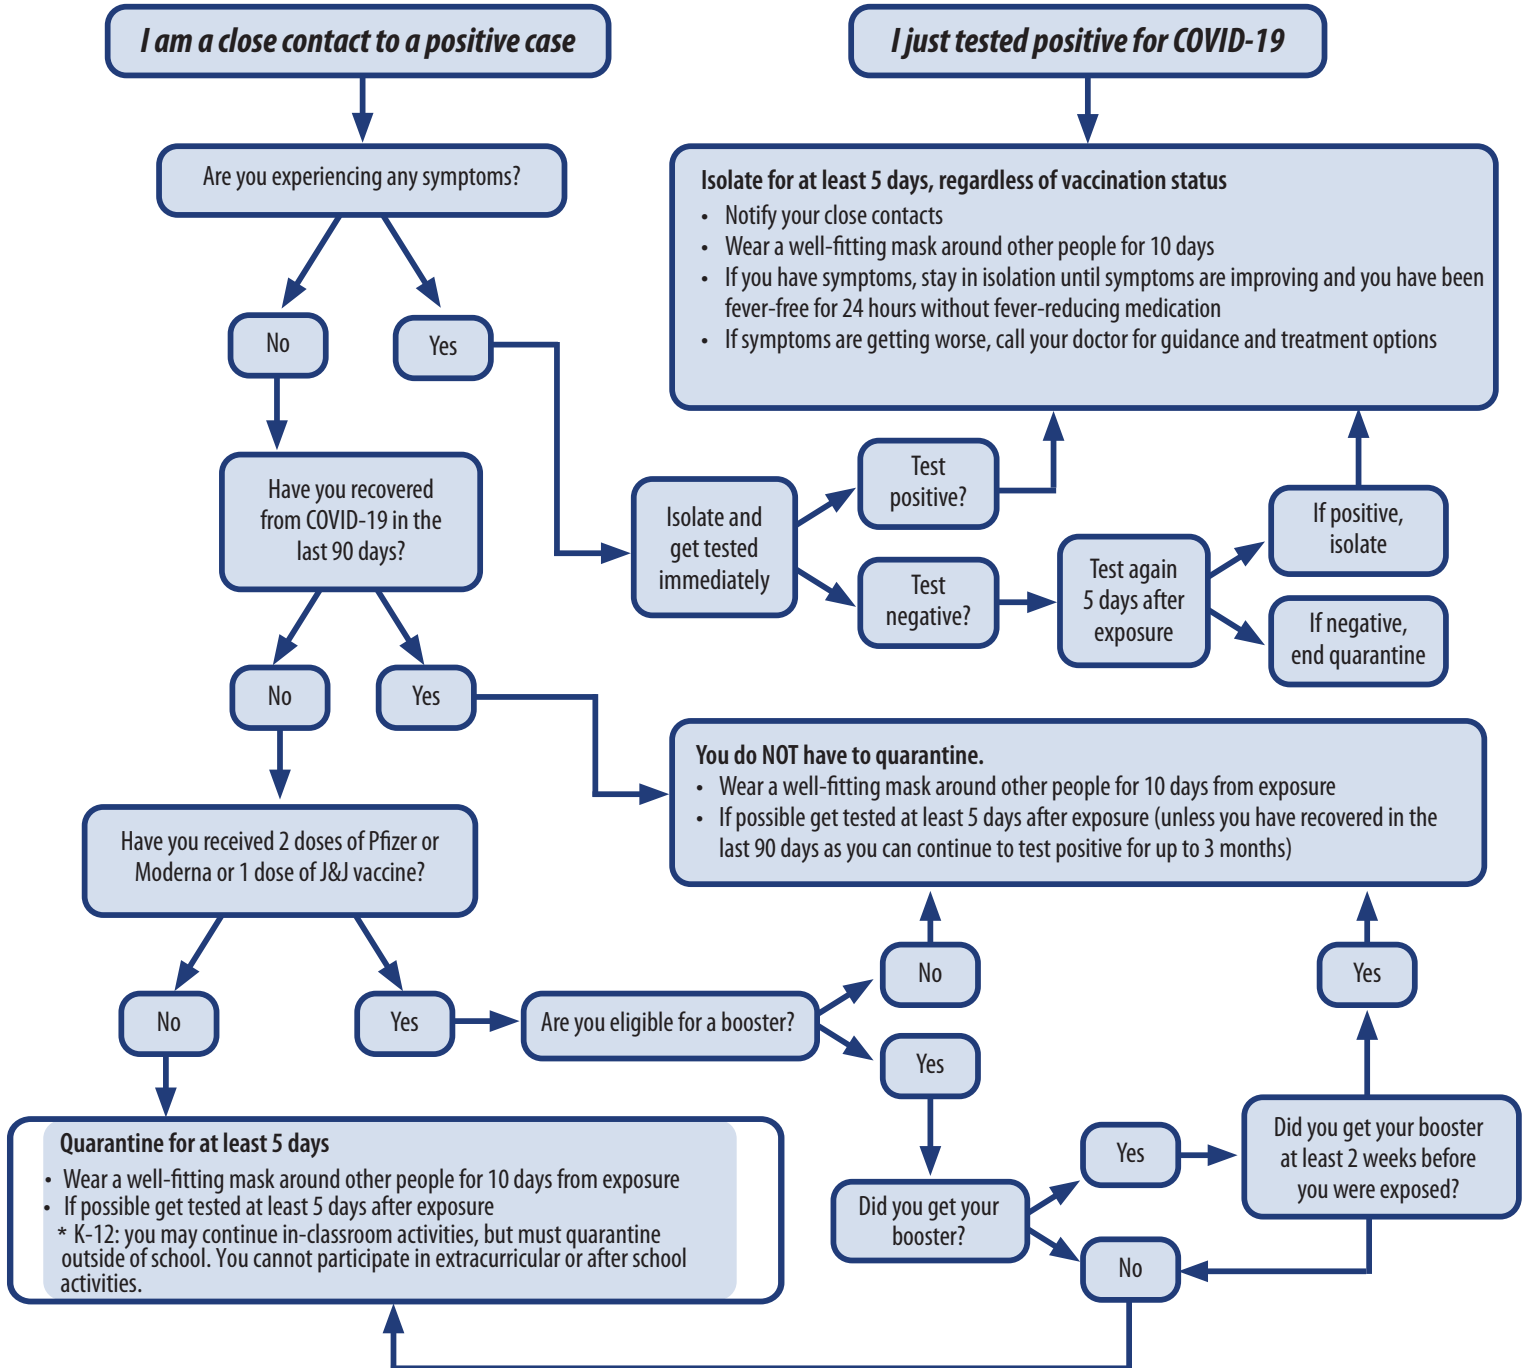 I am a close contact to a positive case
I just tested positive for COVID-19
Are you experiencing any symptoms?
Isolate for at least 5 days, regardless of vaccination status
• Notify your close contacts
• Wear a well-fitting mask around other people for 10 days
• If you have symptoms, stay in isolation until symptoms are improving and you have been
fever-free for 24 hours without fever-reducing medication
• If symptoms are getting worse, call your doctor for guidance and treatment options
No
Yes
Have you recovered
from COVID-19 in the
last 90 days?
Isolate and
get tested
immediately
Test
positive?
Test
negative?
Test again
5 days after
exposure
If positive,
isolate
If negative,
end quarantine
No
Yes
You do NOT have to quarantine.
• Wear a well-fitting mask around other people for 10 days from exposure
• If possible get tested at least 5 days after exposure (unless you have recovered in the
last 90 days as you can continue to test positive for up to 3 months)
Have you received 2 doses of Pfizer or
Moderna or 1 dose of J&J vaccine?
No
Yes
Are you eligible for a booster?
No
Yes
Yes
Quarantine for at least 5 days
• Wear a well-fitting mask around other people for 10 days from exposure
• If possible get tested at least 5 days after exposure
* K-12: you may continue in-classroom activities, but must quarantine
outside of school. You cannot participate in extracurricular or after school
activities.
Did you get your
booster?
Yes
No
Did you get your booster
at least 2 weeks before
you were exposed?